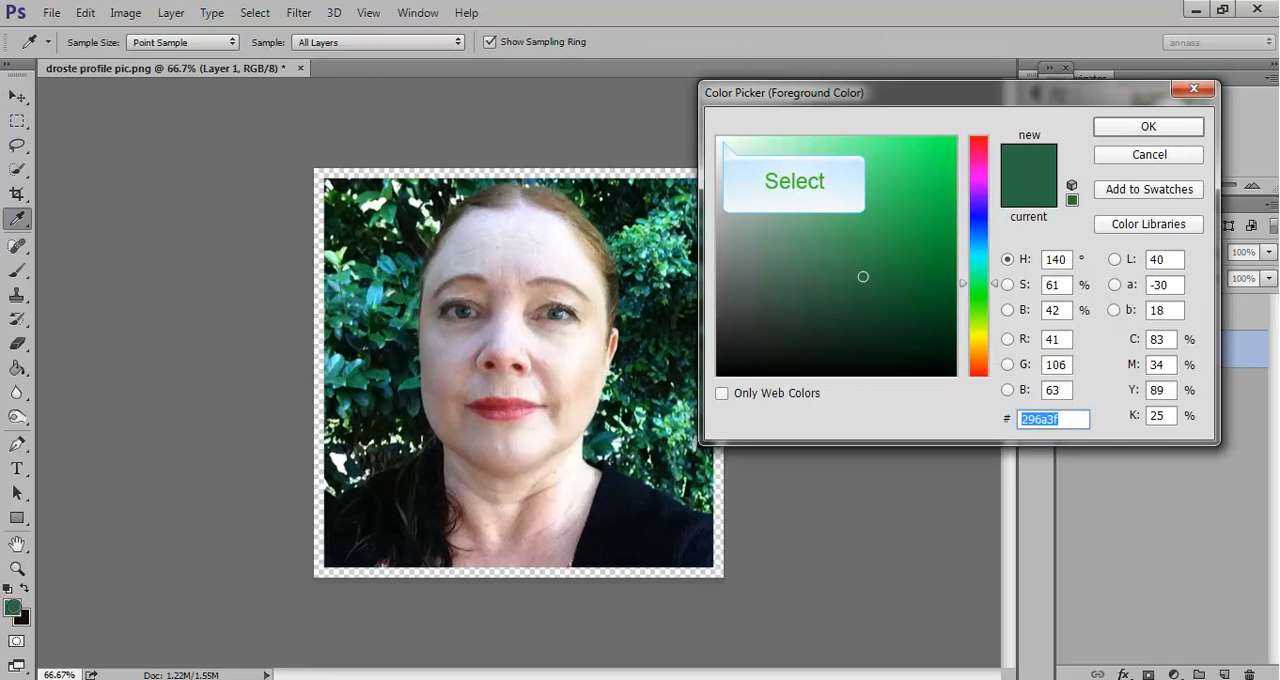 Ps File Edit Image Layer Type Select Filter 3D View Window Help
Sample Size: Point Sample Sample: All Layers Show Sampling Ring annass
droste profile pic.png @ 66.7% (Layer 1, RGB/8) * ×
Color Picker (Foreground Color)
new
current
OK
Cancel
Add to Swatches
Color Libraries
Select
H: 140 ° L: 40
S: 61 % a: -30
B: 42 % b: 18
R: 41 C: 83 %
G: 106 M: 34 %
B: 63 Y: 89 %
# 296a3f K: 25 %
Only Web Colors
100%
100%
T
fx
66.67% Doc: 1.22M/1.55M